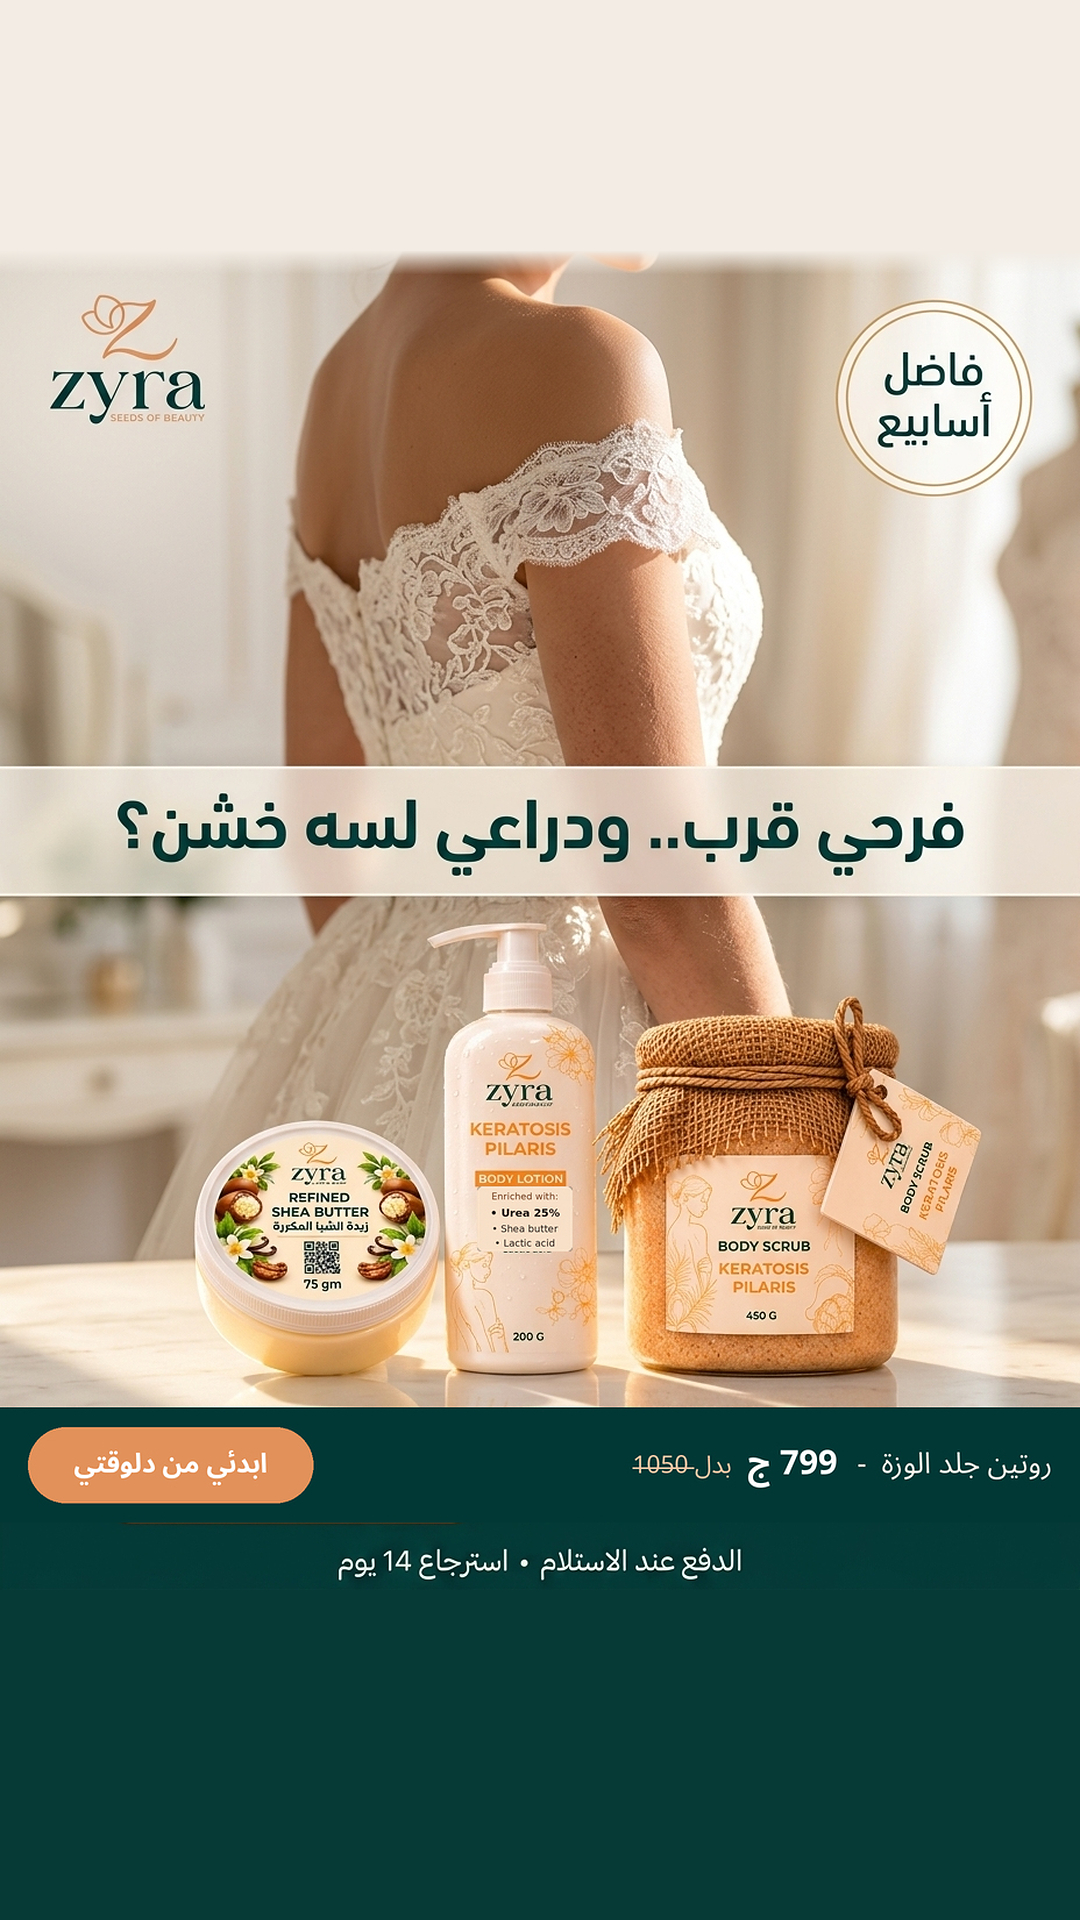 zyra
SEEDS OF BEAUTY
فاضل
أسابيع
فرحي قرب.. ودراعي لسه خشن؟
zyra
REFINED
SHEA BUTTER
زبدة الشيا المكررة
75 gm
zyra
KERATOSIS
PILARIS
BODY LOTION
Enriched with:
• Urea 25%
• Shea butter
• Lactic acid
200 G
zyra
BODY SCRUB
KERATOSIS
PILARIS
450 G
zyra
BODY SCRUB
KERATOSIS
PILARIS
روتين جلد الوزة - 799 ج بدل 1050
ابدئي من دلوقتي
الدفع عند الاستلام • استرجاع 14 يوم